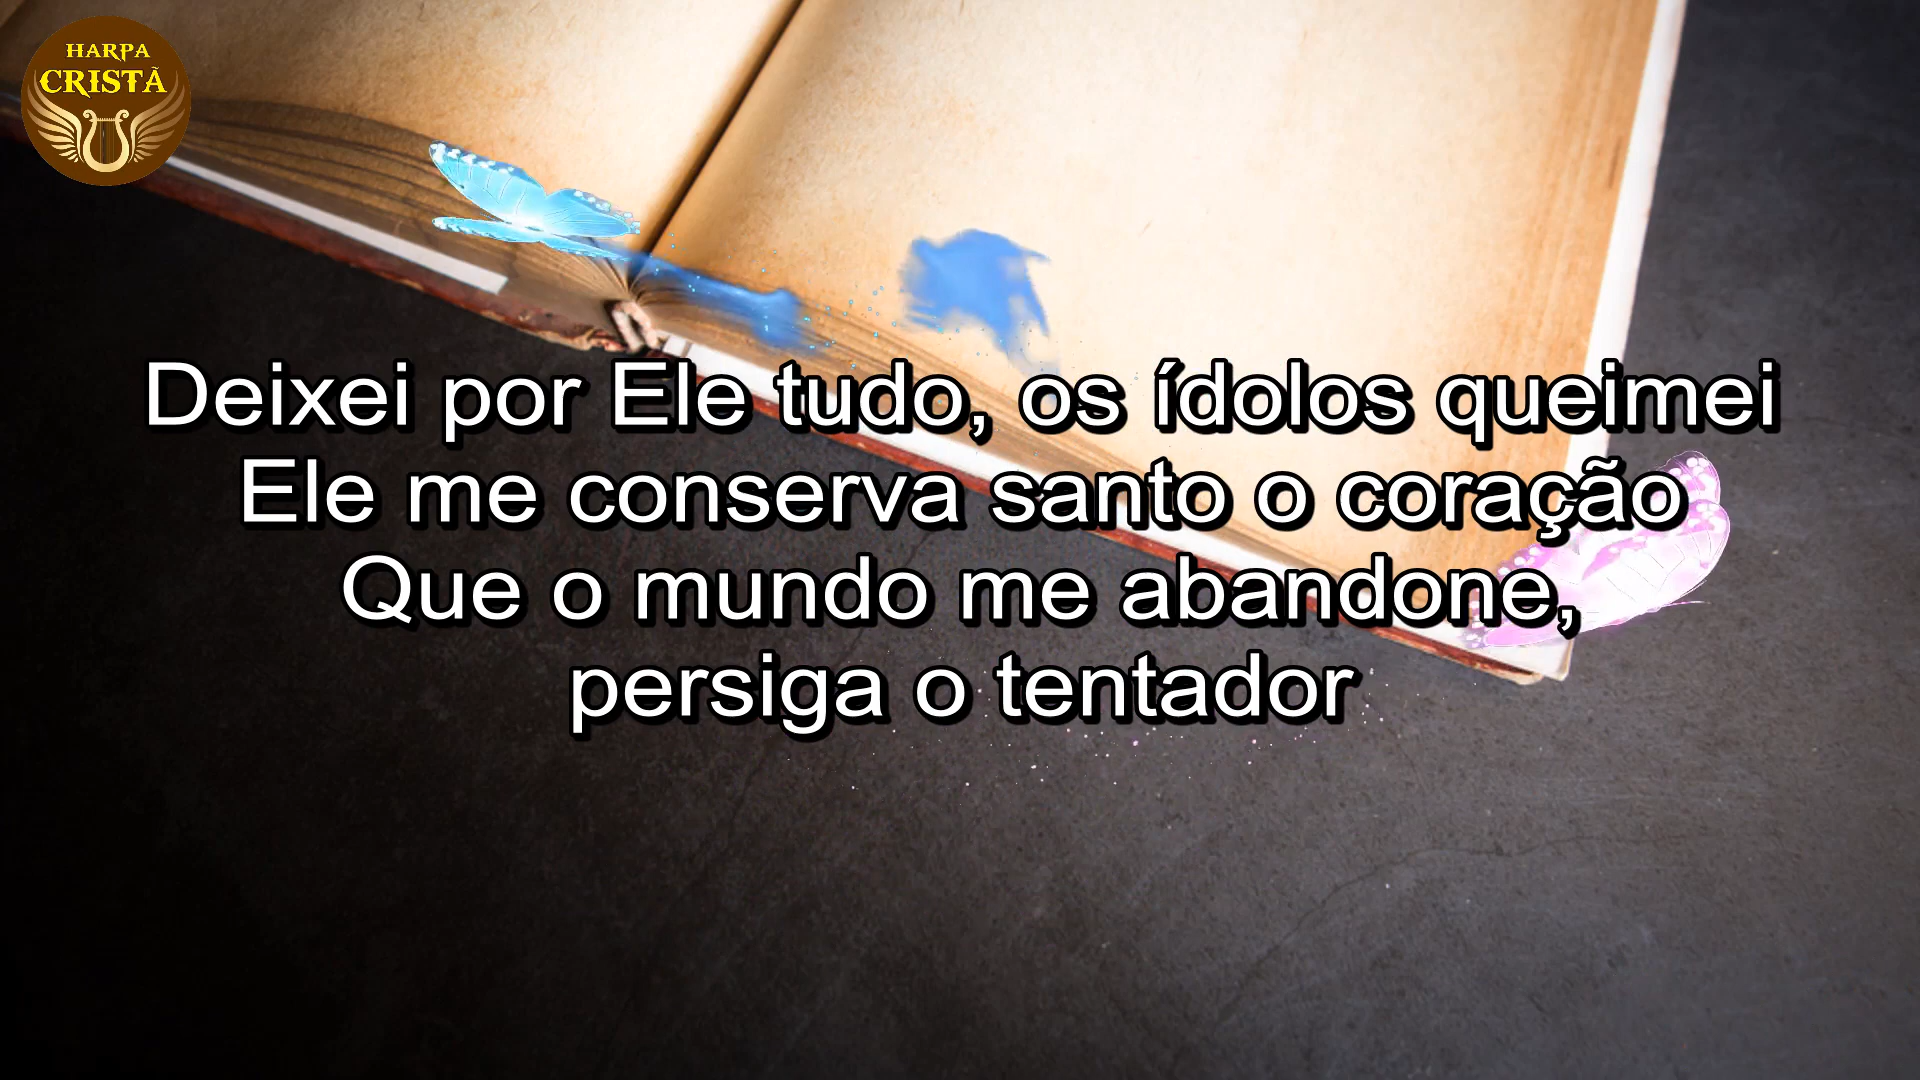 HARPA
CRISTÃ
Deixei por Ele tudo, os ídolos queimei
Ele me conserva santo o coração
Que o mundo me abandone,
persiga o tentador